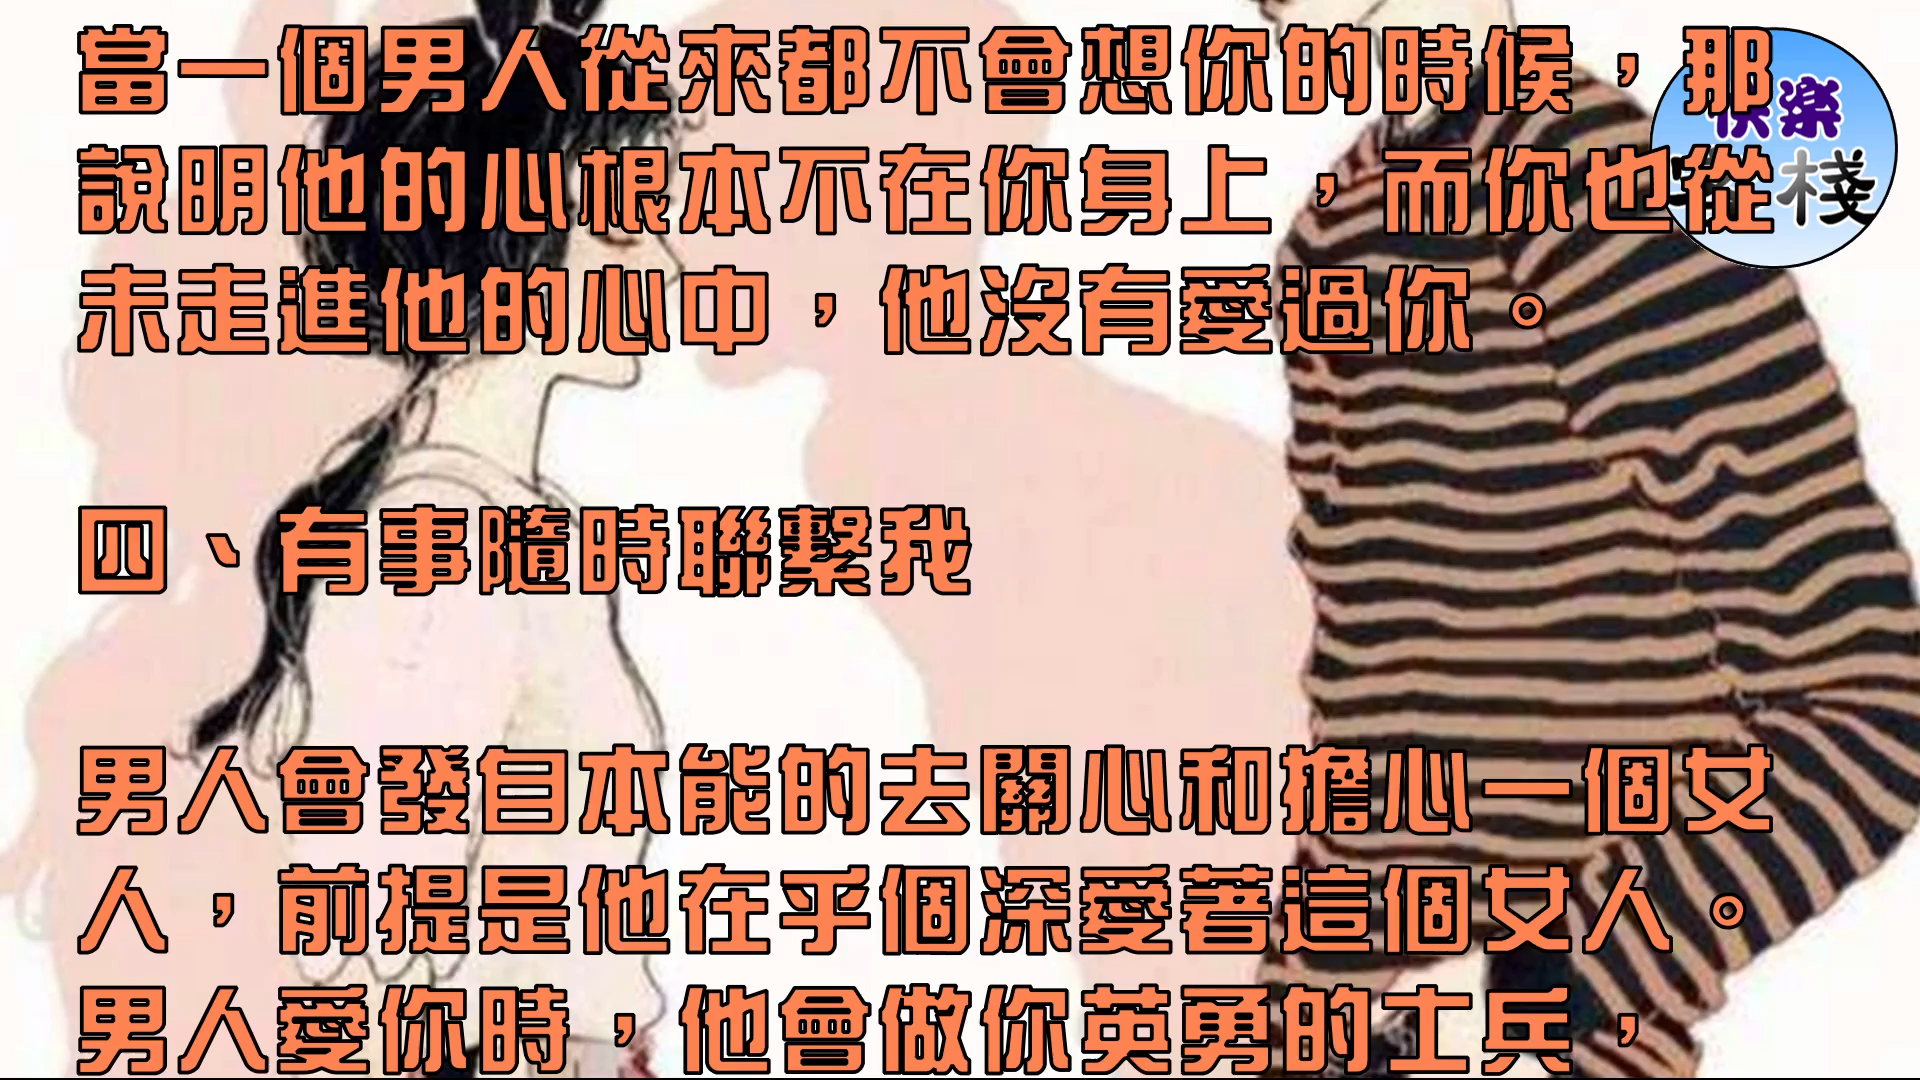 當一個男人從來都不會想你的時候，那
說明他的心根本不在你身上，而你也從
未走進他的心中，他沒有愛過你。
四、有事隨時聯繫我
男人會發自本能的去關心和擔心一個女
人，前提是他在乎個深愛著這個女人。
男人愛你時，他會做你英勇的士兵，
快樂
棧